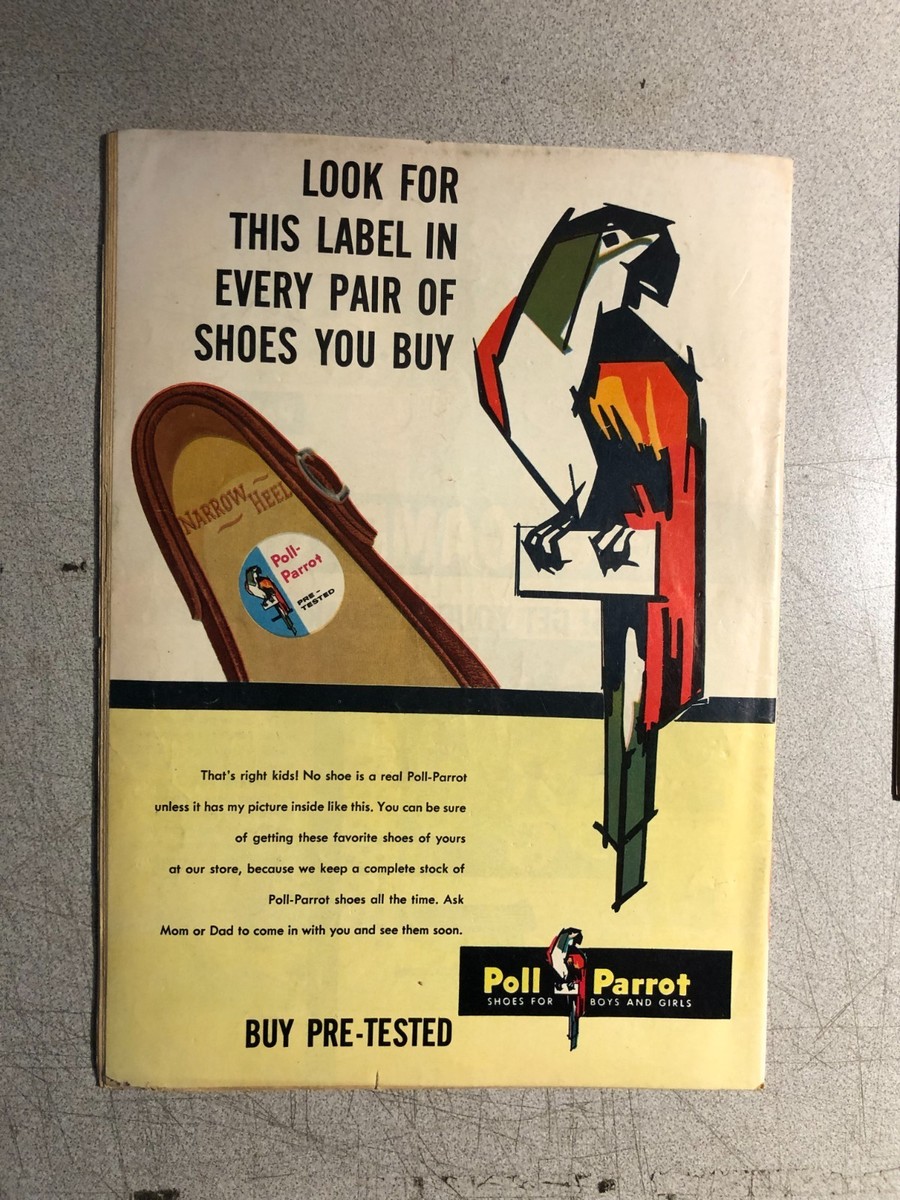 LOOK FOR
THIS LABEL IN
EVERY PAIR OF
SHOES YOU BUY
NARROW HEEL
Poll-
Parrot
PRE-
TESTED
That's right kids! No shoe is a real Poll-Parrot
unless it has my picture inside like this. You can be sure
of getting these favorite shoes of yours
at our store, because we keep a complete stock of
Poll-Parrot shoes all the time. Ask
Mom or Dad to come in with you and see them soon.
Poll Parrot
SHOES FOR BOYS AND GIRLS
BUY PRE-TESTED